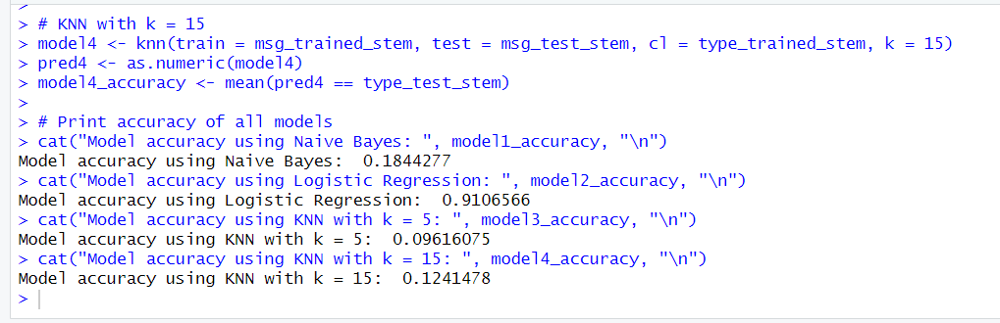 >
> # KNN with k = 15
> model4 <- knn(train = msg_trained_stem, test = msg_test_stem, cl = type_trained_stem, k = 15)
> pred4 <- as.numeric(model4)
> model4_accuracy <- mean(pred4 == type_test_stem)
>
> # Print accuracy of all models
> cat("Model accuracy using Naive Bayes: ", model1_accuracy, "\n")
Model accuracy using Naive Bayes:  0.1844277
> cat("Model accuracy using Logistic Regression: ", model2_accuracy, "\n")
Model accuracy using Logistic Regression:  0.9106566
> cat("Model accuracy using KNN with k = 5: ", model3_accuracy, "\n")
Model accuracy using KNN with k = 5:  0.09616075
> cat("Model accuracy using KNN with k = 15: ", model4_accuracy, "\n")
Model accuracy using KNN with k = 15:  0.1241478
>